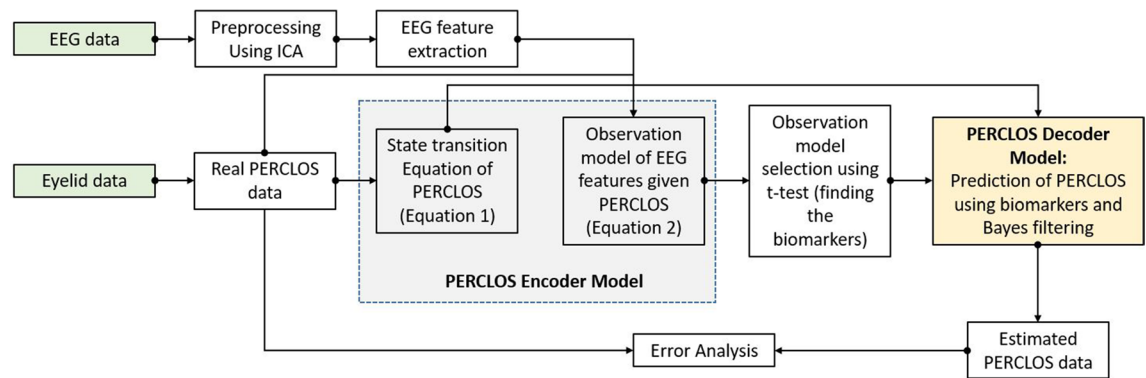 EEG data
Preprocessing
Using ICA
EEG feature
extraction
Eyelid data
Real PERCLOS
data
State transition
Equation of
PERCLOS
(Equation 1)
Observation
model of EEG
features given
PERCLOS
(Equation 2)
PERCLOS Encoder Model
Observation
model
selection using
t-test (finding
the
biomarkers)
PERCLOS Decoder
Model:
Prediction of PERCLOS
using biomarkers and
Bayes filtering
Error Analysis
Estimated
PERCLOS data